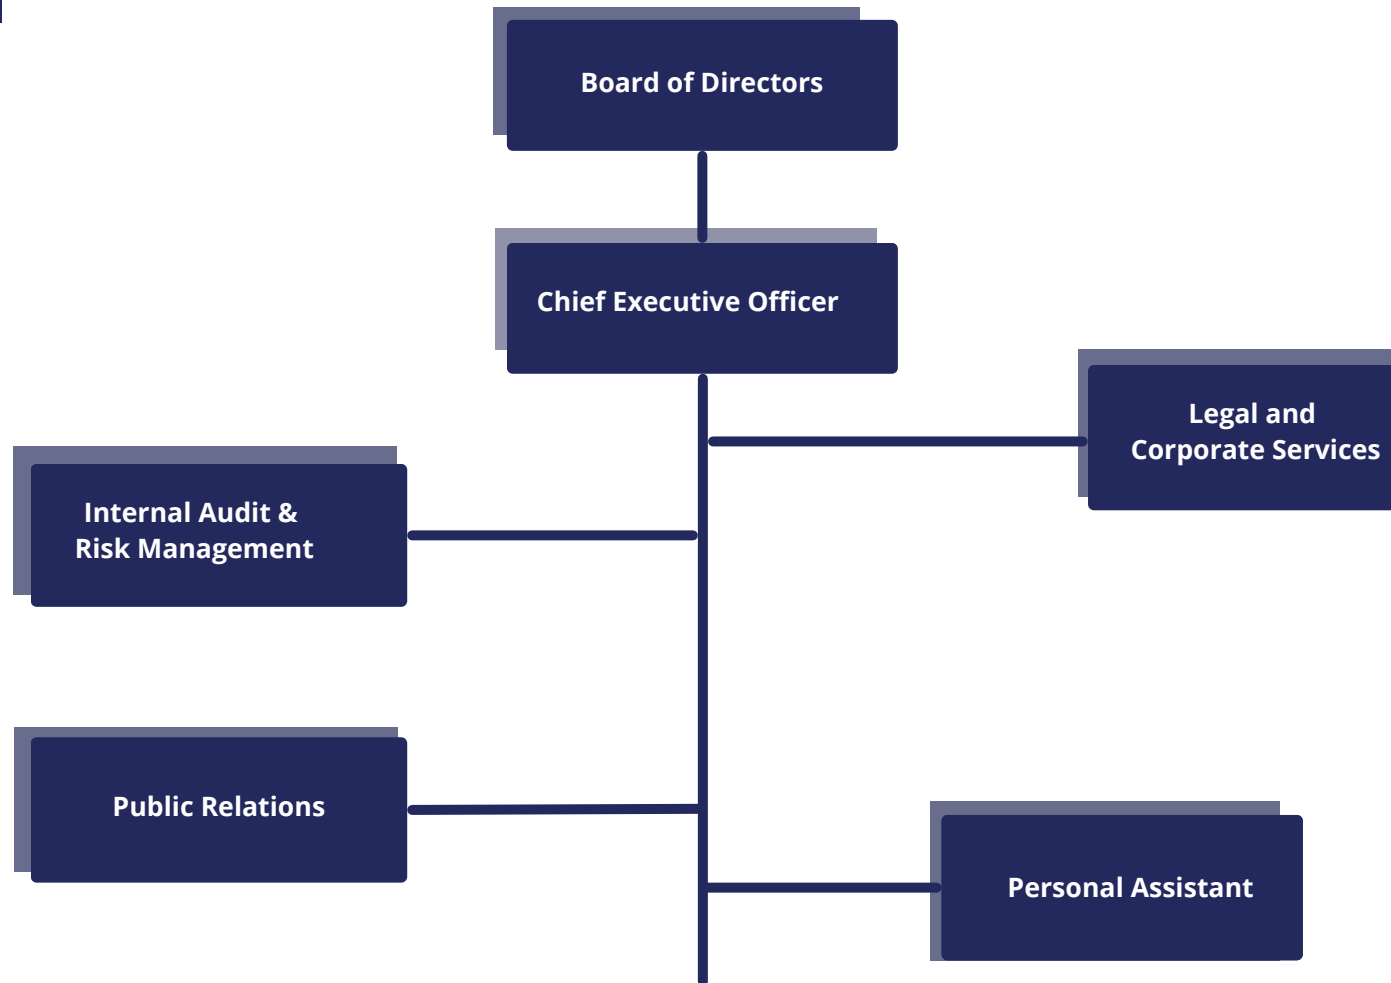 Board of Directors
Chief Executive Officer
Legal and
Corporate Services
Internal Audit &
Risk Management
Public Relations
Personal Assistant